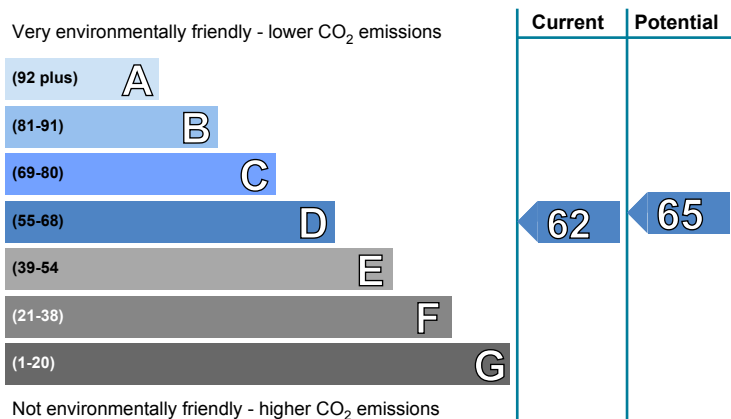 Very environmentally friendly - lower CO2 emissions
Current
Potential
(92 plus) A
(81-91) B
(69-80) C
(55-68) D
62
65
(39-54 E
(21-38) F
(1-20) G
Not environmentally friendly - higher CO2 emissions